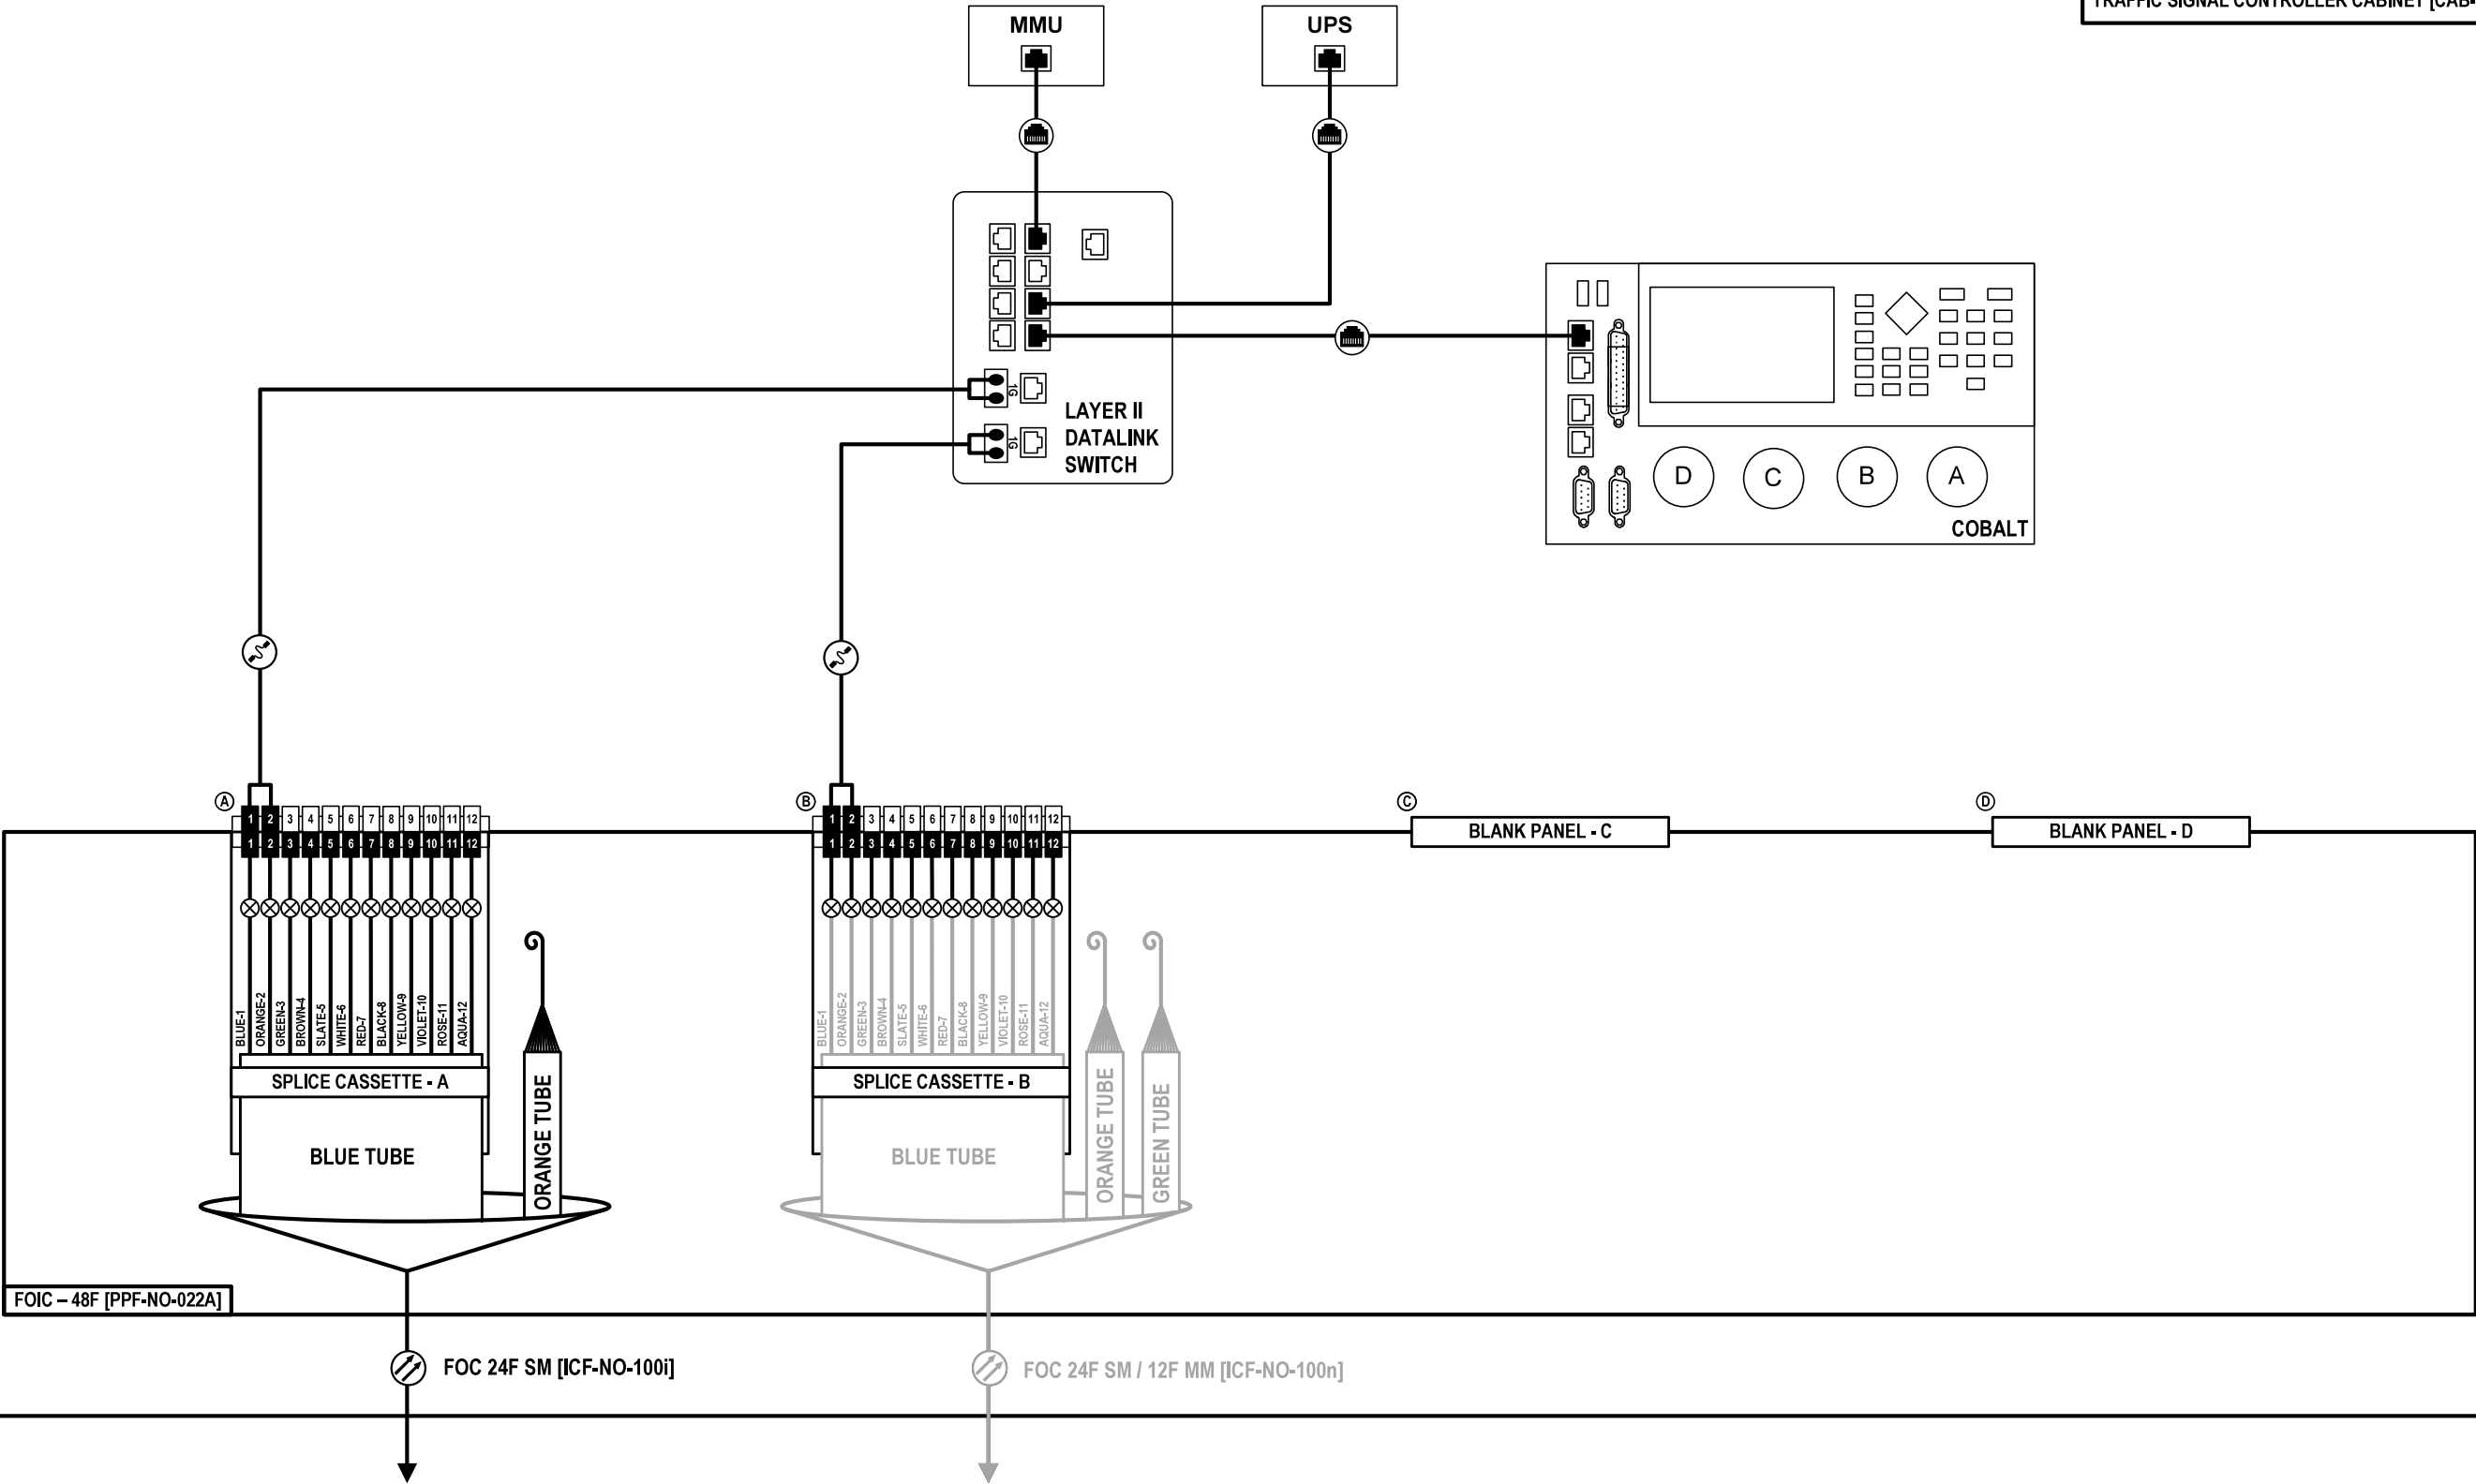 TRAFFIC SIGNAL CONTROLLER CABINET [CAB-
MMU
UPS
1G
1G
LAYER II
DATALINK
SWITCH
D
C
B
A
COBALT
A
1 2 3 4 5 6 7 8 9 10 11 12
1 2 3 4 5 6 7 8 9 10 11 12
BLUE-1
ORANGE-2
GREEN-3
BROWN-4
SLATE-5
WHITE-6
RED-7
BLACK-8
YELLOW-9
VIOLET-10
ROSE-11
AQUA-12
SPLICE CASSETTE - A
BLUE TUBE
ORANGE TUBE
B
1 2 3 4 5 6 7 8 9 10 11 12
1 2 3 4 5 6 7 8 9 10 11 12
BLUE-1
ORANGE-2
GREEN-3
BROWN-4
SLATE-5
WHITE-6
RED-7
BLACK-8
YELLOW-9
VIOLET-10
ROSE-11
AQUA-12
SPLICE CASSETTE - B
BLUE TUBE
ORANGE TUBE
GREEN TUBE
C
BLANK PANEL - C
D
BLANK PANEL - D
FOIC – 48F [PPF-NO-022A]
FOC 24F SM [ICF-NO-100i]
FOC 24F SM / 12F MM [ICF-NO-100n]